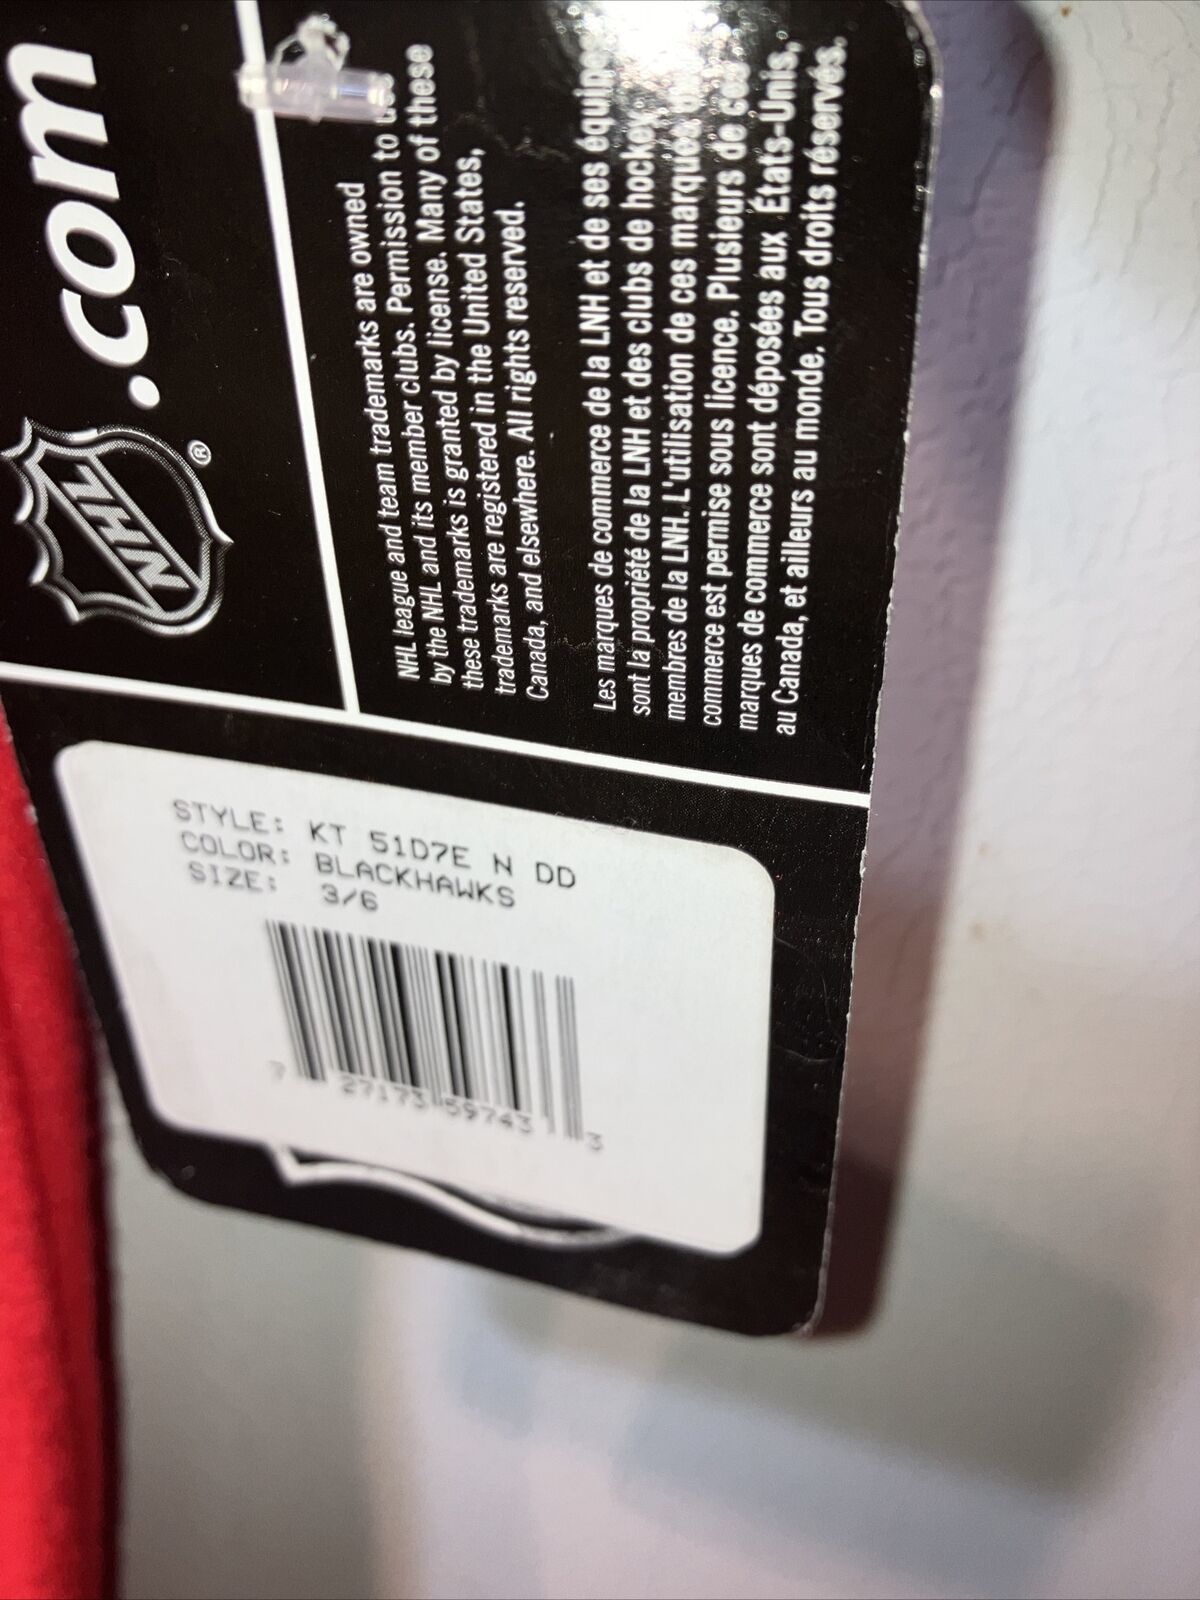 NHL®.com
NHL league and team trademarks are owned
by the NHL and its member clubs. Permission to
these trademarks is granted by license. Many of these
trademarks are registered in the United States,
Canada, and elsewhere. All rights reserved.
Les marques de commerce de la LNH et de ses
sont la propriété de la LNH et des clubs de hockey
membres de la LNH. L'utilisation de ces
commerce est permise sous licence. Plusieurs de ces
marques de commerce sont déposées aux États-Unis,
au Canada, et ailleurs au monde. Tous droits réservés.
STYLE: KT 51D7E N DD
COLOR: BLACKHAWKS
SIZE: 3/6
7 27173 59743 3